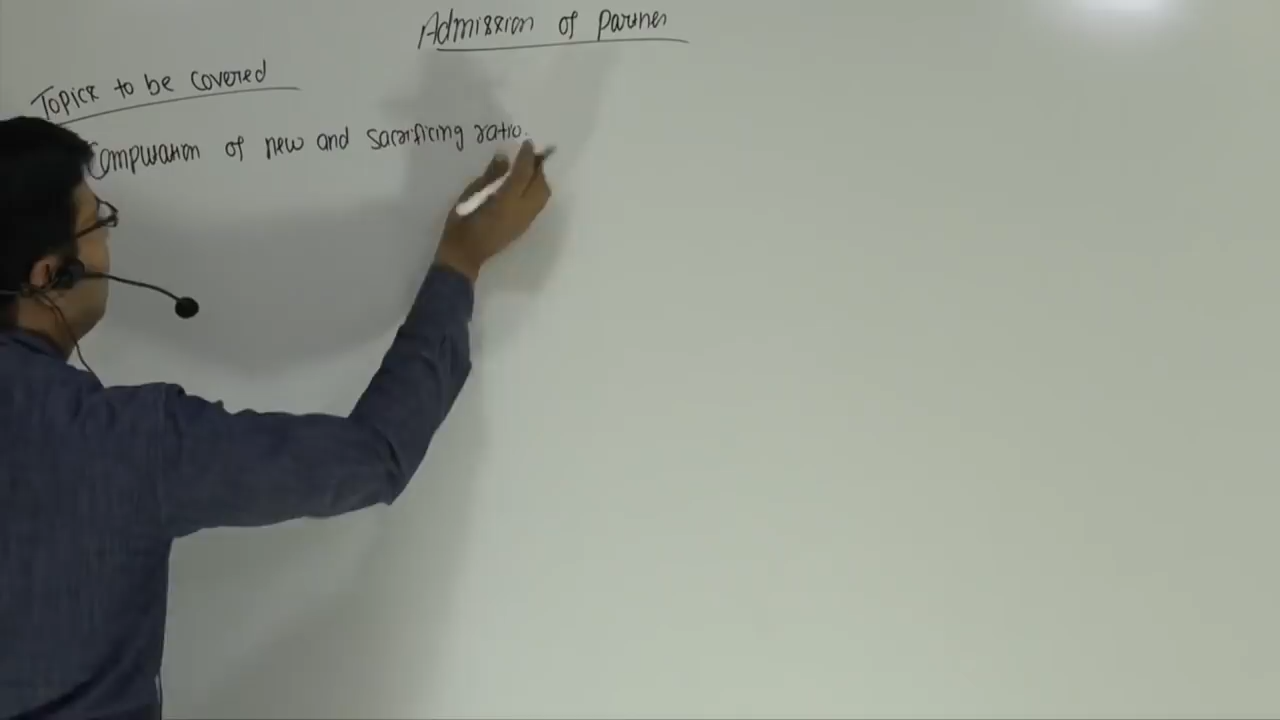 Admission of Partner
Topics to be covered
Computation of new and sacrificing ratio.